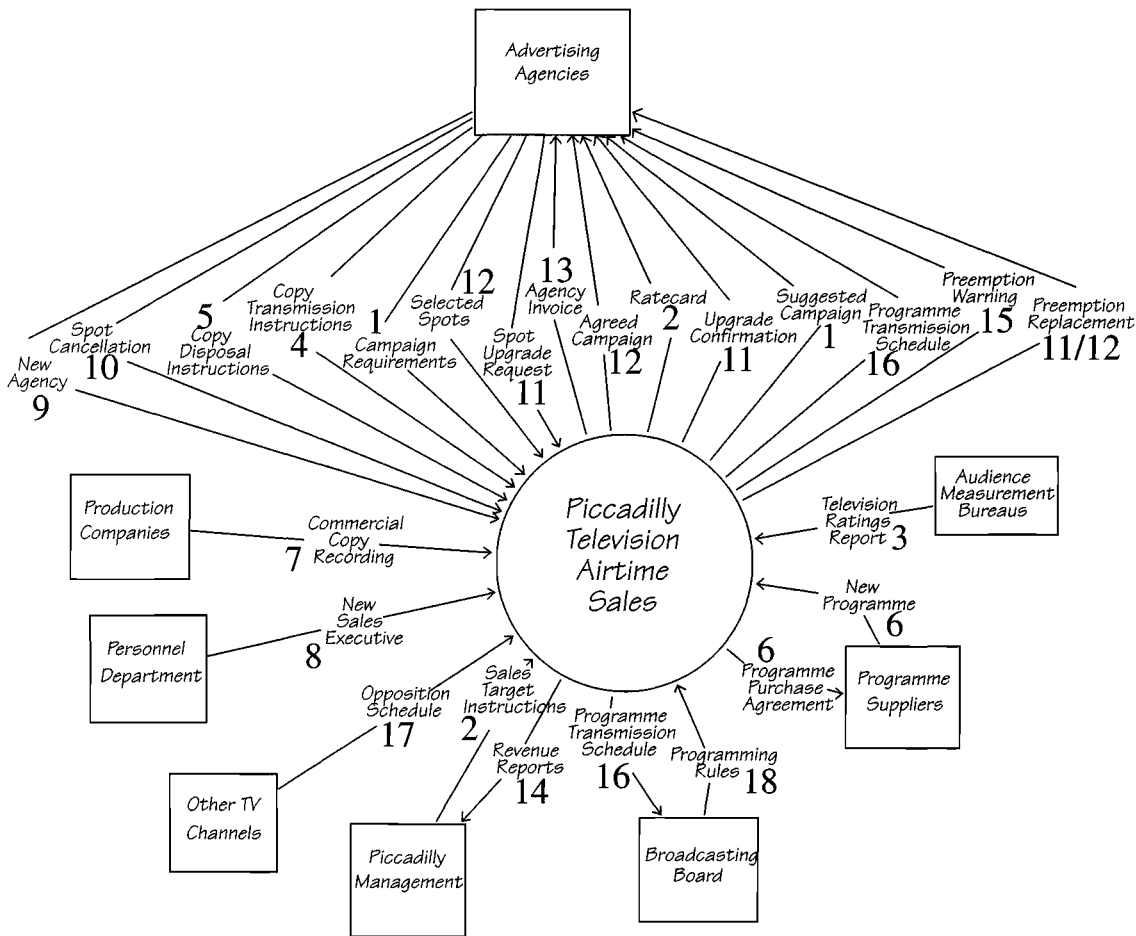 Advertising
Agencies
New
Agency
9
Spot
Cancellation
10
5
Copy
Disposal
Instructions
Copy
Transmission
Instructions
4
1
Campaign
Requirements
12
Selected
Spots
Spot
Upgrade
Request
11
13
Agency
Invoice
Agreed
Campaign
12
Ratecard
2
Upgrade
Confirmation
11
Suggested
Campaign
1
Programme
Transmission
Schedule
16
Preemption
Warning
15
Preemption
Replacement
11/12
Piccadilly
Television
Airtime
Sales
Production
Companies
Commercial
Copy
Recording
7
Audience
Measurement
Bureaus
Television
Ratings
Report 3
Personnel
Department
New
Sales
Executive
8
New
Programme
6
Programme
Suppliers
6
Programme
Purchase
Agreement
Other TV
Channels
Opposition
Schedule
17
Sales
Target
Instructions
2
Revenue
Reports
14
Piccadilly
Management
Programme
Transmission
Schedule
16
Programming
Rules 18
Broadcasting
Board